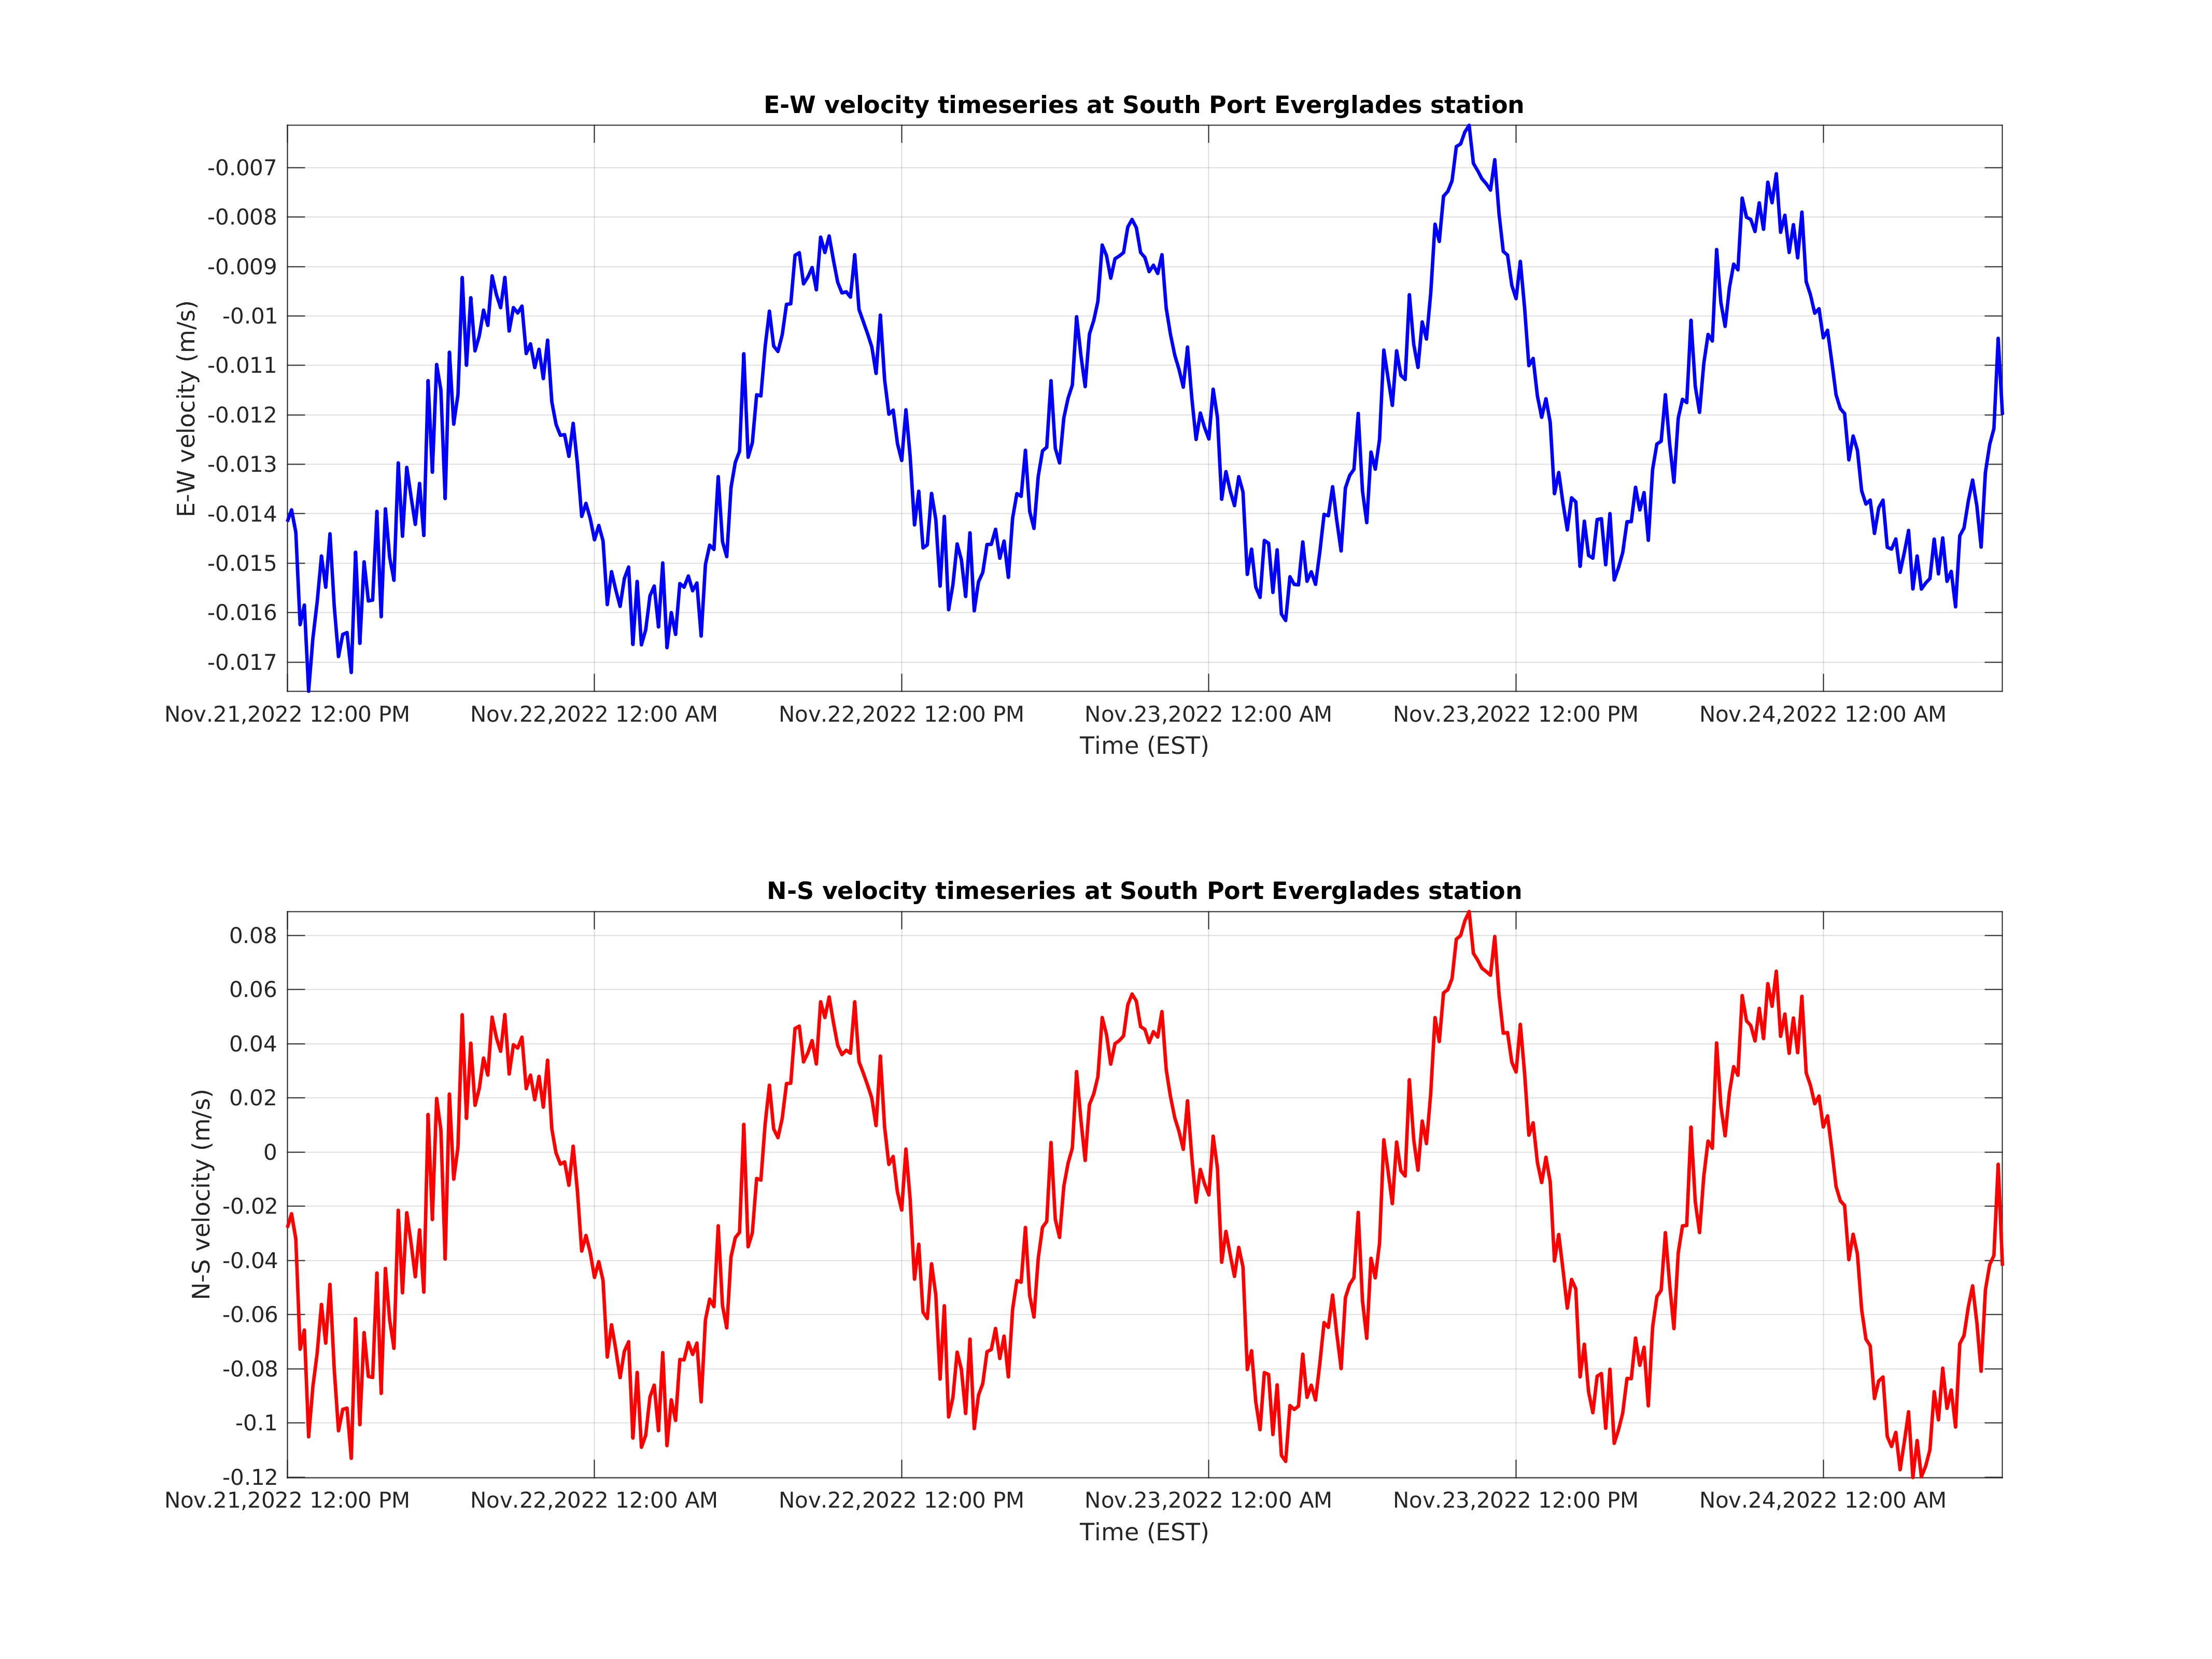 E-W velocity timeseries at South Port Everglades station
-0.007
-0.008
-0.009
-0.01
-0.011
-0.012
-0.013
-0.014
-0.015
-0.016
-0.017
E-W velocity (m/s)
Nov.21,2022 12:00 PM Nov.22,2022 12:00 AM Nov.22,2022 12:00 PM Nov.23,2022 12:00 AM Nov.23,2022 12:00 PM Nov.24,2022 12:00 AM
Time (EST)
N-S velocity timeseries at South Port Everglades station
0.08
0.06
0.04
0.02
0
-0.02
-0.04
-0.06
-0.08
-0.1
-0.12
N-S velocity (m/s)
Nov.21,2022 12:00 PM Nov.22,2022 12:00 AM Nov.22,2022 12:00 PM Nov.23,2022 12:00 AM Nov.23,2022 12:00 PM Nov.24,2022 12:00 AM
Time (EST)